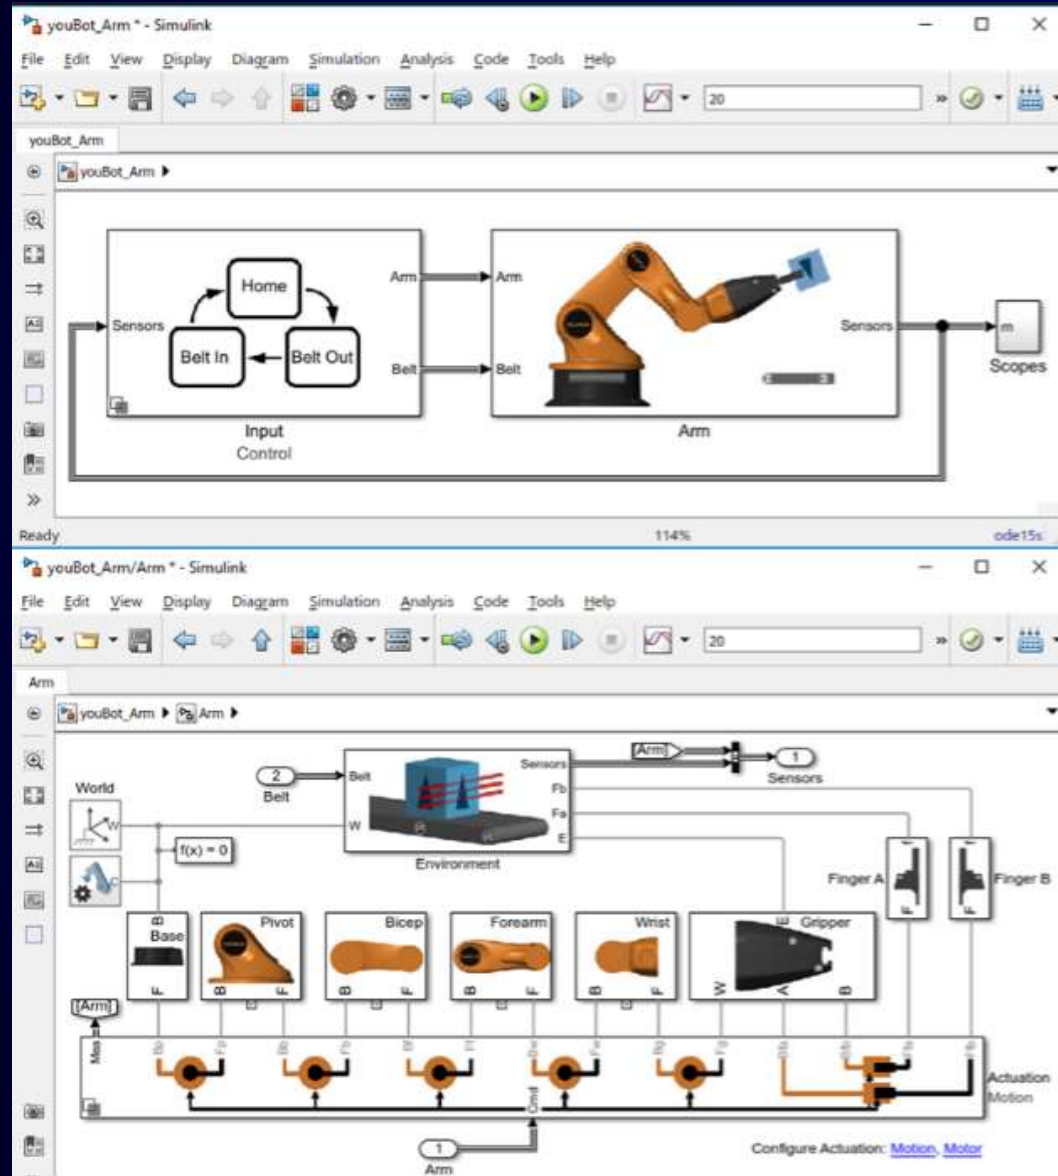 youBot_Arm * - Simulink
File Edit View Display Diagram Simulation Analysis Code Tools Help
20
youBot_Arm
youBot_Arm
Home
Belt In
Belt Out
Sensors
Arm
Belt
Input
Control
Arm
Belt
Sensors
Arm
m
Scopes
Ready 114% ode15s
youBot_Arm/Arm * - Simulink
File Edit View Display Diagram Simulation Analysis Code Tools Help
20
Arm
youBot_Arm Arm
World
W
C
f(x) = 0
2
Belt
Belt
W
Sensors
Fb
Fa
E
Environment
[Arm]
1
Sensors
Finger A
F
Finger B
F
B
Base
F
Pivot
B F
Bicep
B F
Forearm
B F
Wrist
B F
E
Gripper
W A B
[Arm]
Mea
Cmd
Actuation
Motion
1
Arm
Configure Actuation: Motion, Motor